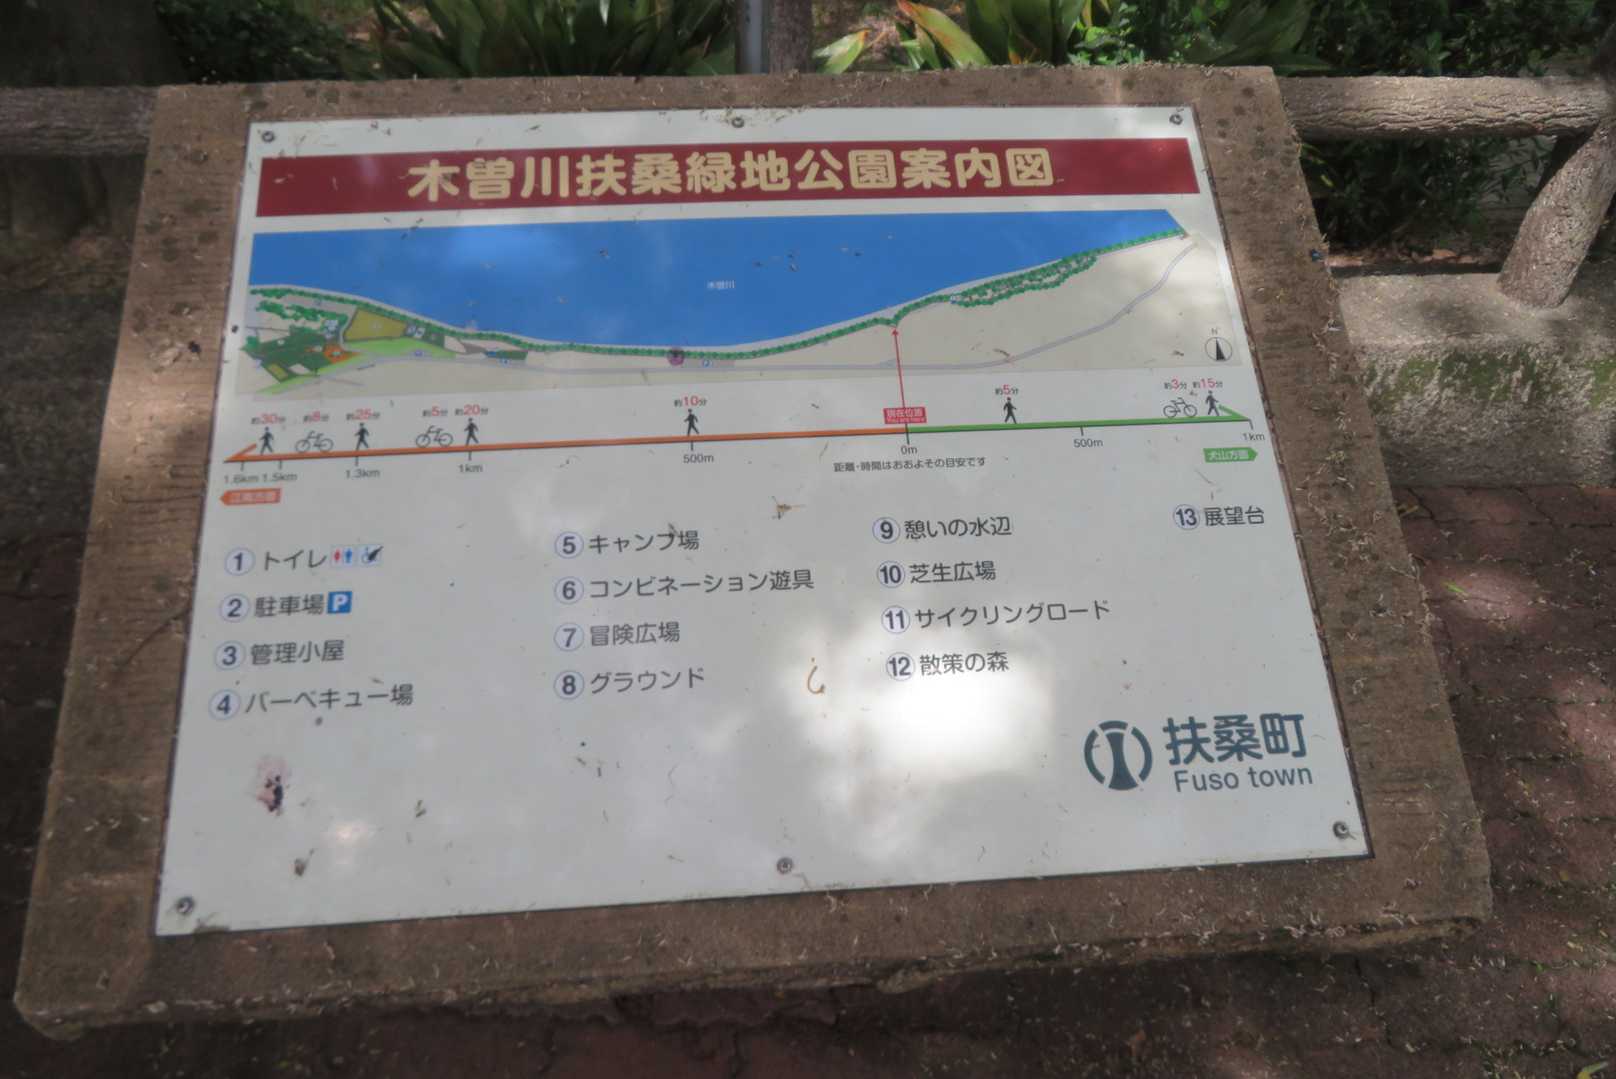 木曽川扶桑緑地公園案内図
木曽川
N
約30分 約8分 約25分 約5分 約20分 約10分 現在位置 約5分 約3分 約15分
You are here
1.6km 1.5km 1.3km 1km 500m 0m 500m 1km
距離・時間はおおよその目安です
江南方面
犬山方面
① トイレ
② 駐車場 P
③ 管理小屋
④ バーベキュー場
⑤ キャンプ場
⑥ コンビネーション遊具
⑦ 冒険広場
⑧ グラウンド
⑨ 憩いの水辺
⑩ 芝生広場
⑪ サイクリングロード
⑫ 散策の森
⑬ 展望台
扶桑町
Fuso town